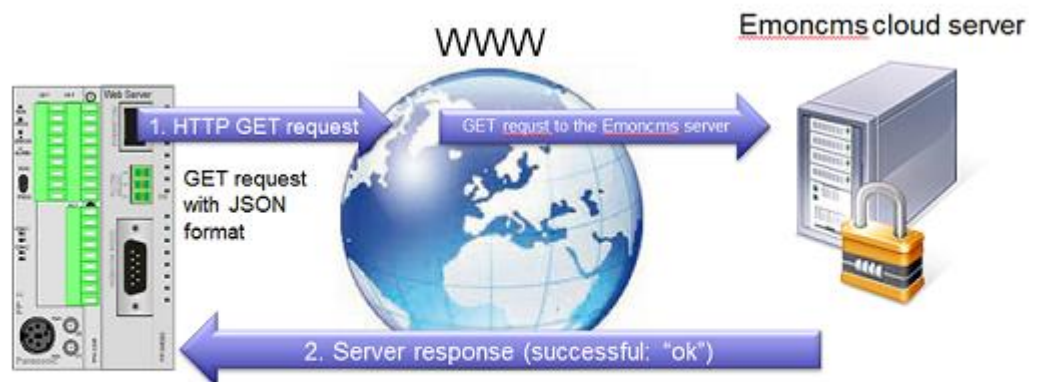 Emoncms cloud server
WWW
Web Server
1. HTTP GET request
GET requst to the Emoncms server
GET request
with JSON
format
2. Server response (successful: "ok")
Panasonic